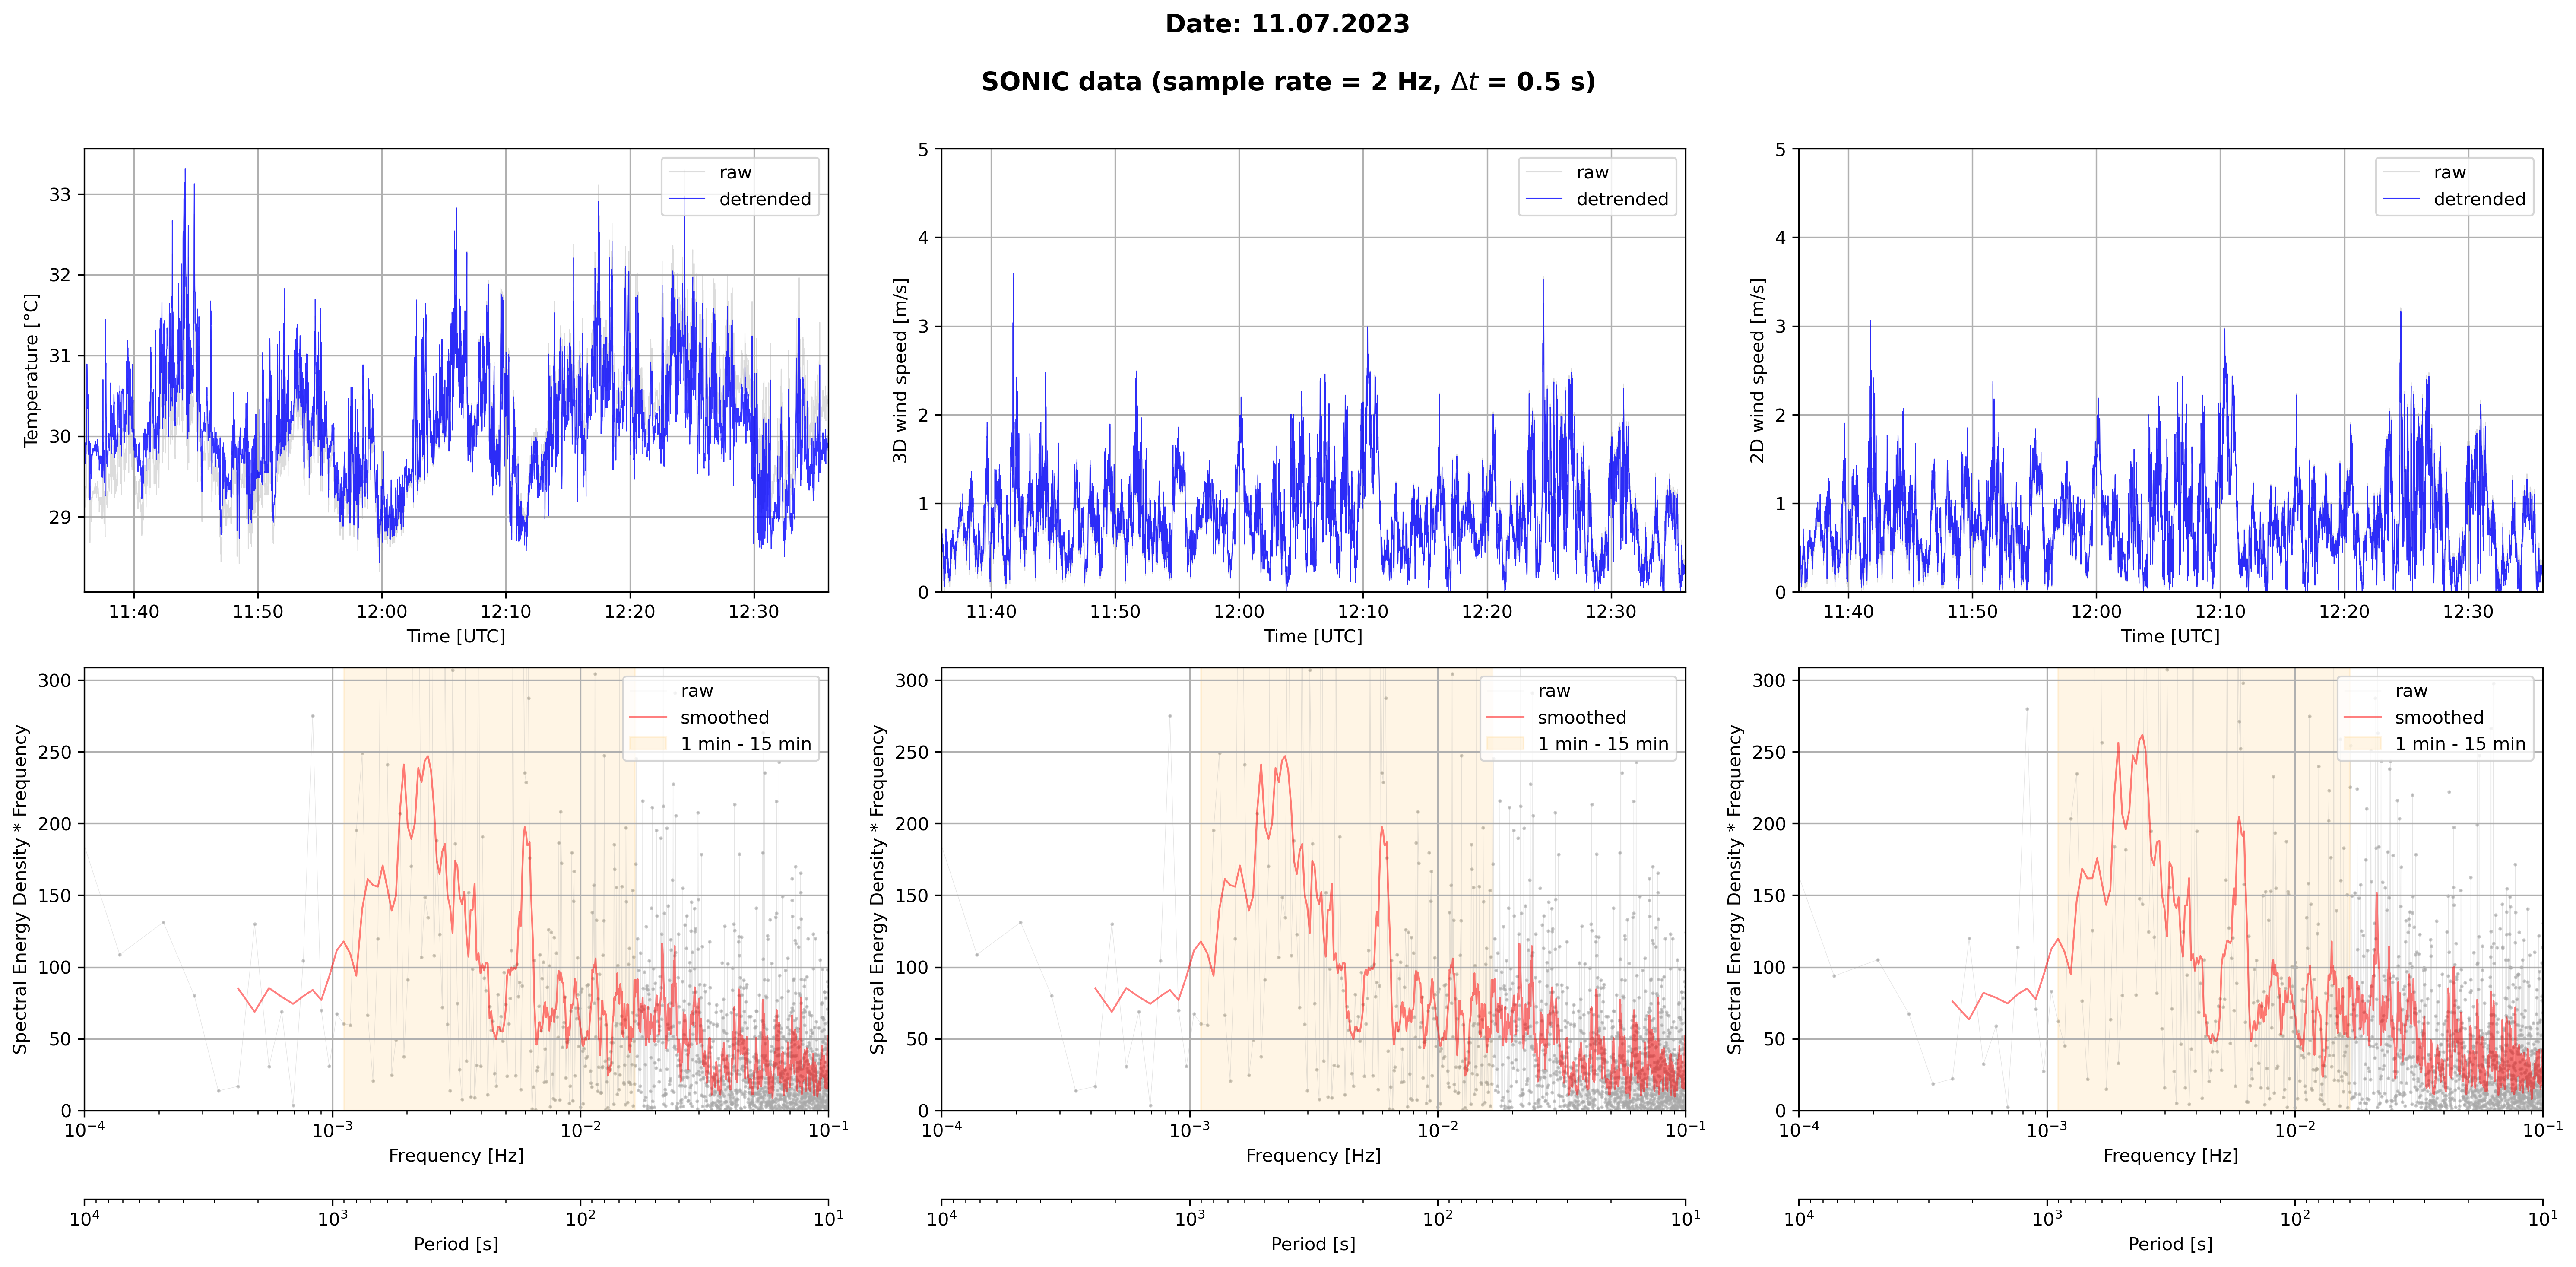 Date: 11.07.2023
SONIC data (sample rate = 2 Hz, Δt = 0.5 s)
Temperature [°C]
33
32
31
30
29
raw
detrended
11:40 11:50 12:00 12:10 12:20 12:30
Time [UTC]
3D wind speed [m/s]
5
4
3
2
1
0
raw
detrended
11:40 11:50 12:00 12:10 12:20 12:30
Time [UTC]
2D wind speed [m/s]
5
4
3
2
1
0
raw
detrended
11:40 11:50 12:00 12:10 12:20 12:30
Time [UTC]
Spectral Energy Density * Frequency
300
250
200
150
100
50
0
raw
smoothed
1 min - 15 min
10⁻⁴ 10⁻³ 10⁻² 10⁻¹
Frequency [Hz]
10⁴ 10³ 10² 10¹
Period [s]
Spectral Energy Density * Frequency
300
250
200
150
100
50
0
raw
smoothed
1 min - 15 min
10⁻⁴ 10⁻³ 10⁻² 10⁻¹
Frequency [Hz]
10⁴ 10³ 10² 10¹
Period [s]
Spectral Energy Density * Frequency
300
250
200
150
100
50
0
raw
smoothed
1 min - 15 min
10⁻⁴ 10⁻³ 10⁻² 10⁻¹
Frequency [Hz]
10⁴ 10³ 10² 10¹
Period [s]